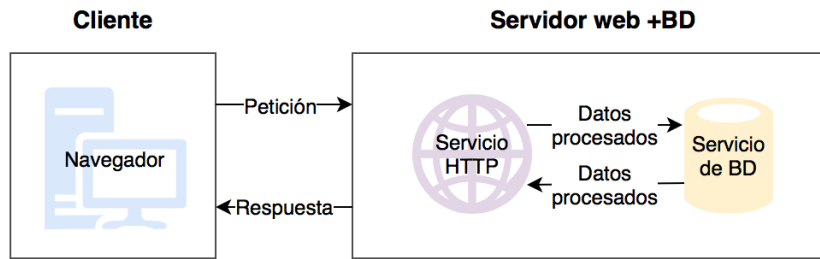 Cliente
Servidor web +BD
Navegador
Petición
Respuesta
Servicio
HTTP
Datos
procesados
Datos
procesados
Servicio
de BD